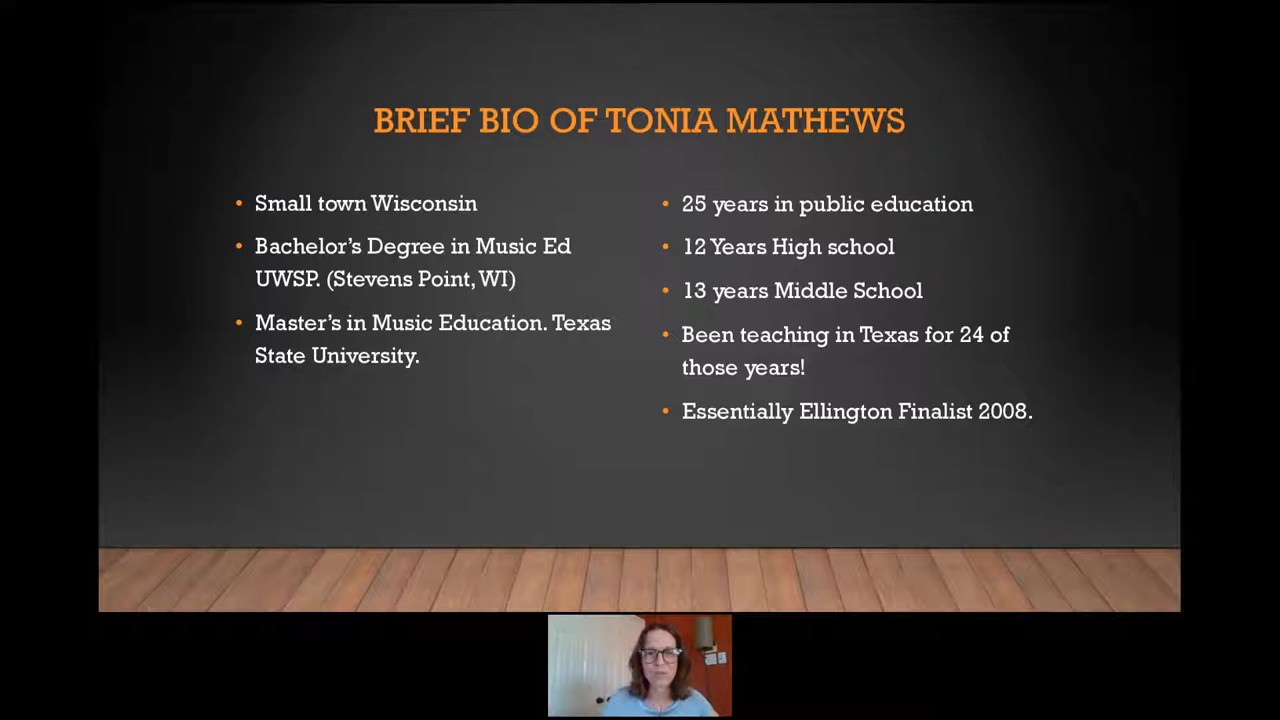 BRIEF BIO OF TONIA MATHEWS
• Small town Wisconsin
• Bachelor’s Degree in Music Ed
UWSP. (Stevens Point, WI)
• Master’s in Music Education. Texas
State University.
• 25 years in public education
• 12 Years High school
• 13 years Middle School
• Been teaching in Texas for 24 of
those years!
• Essentially Ellington Finalist 2008.